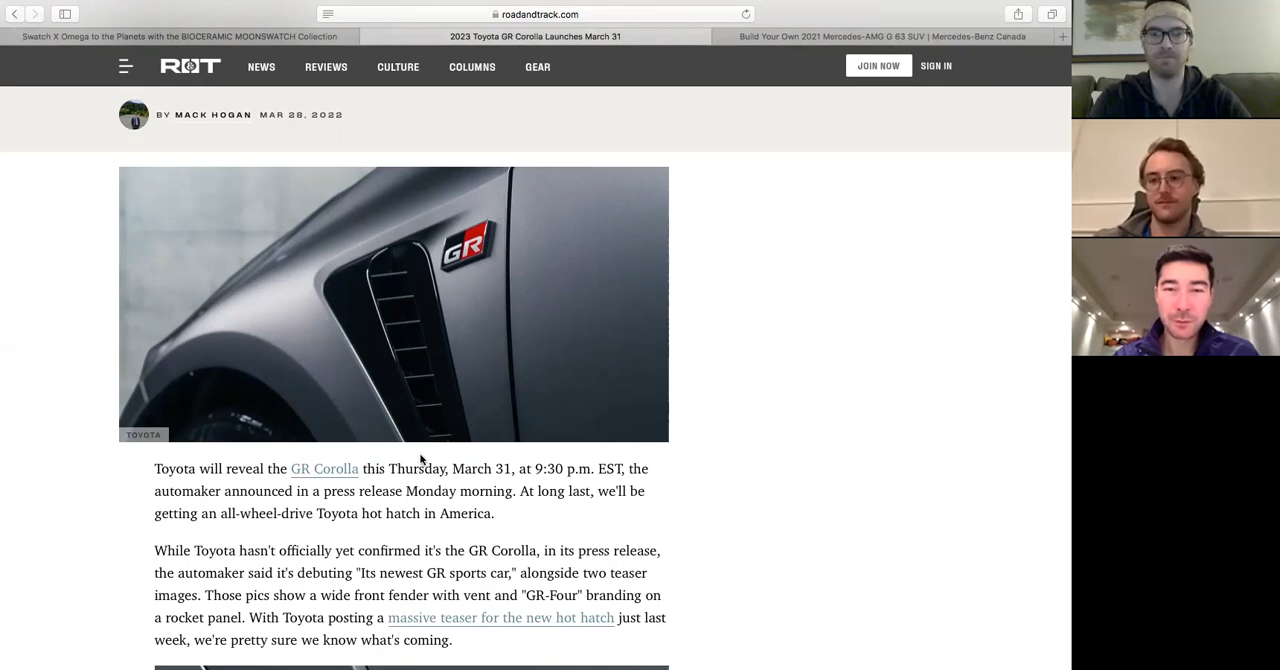 roadandtrack.com
Swatch X Omega to the Planets with the BIOCERAMIC MOONSWATCH Collection
2023 Toyota GR Corolla Launches March 31
Build Your Own 2021 Mercedes-AMG G 63 SUV | Mercedes-Benz Canada
R&T NEWS REVIEWS CULTURE COLUMNS GEAR JOIN NOW SIGN IN
BY MACK HOGAN MAR 28, 2022
GR
TOYOTA
Toyota will reveal the GR Corolla this Thursday, March 31, at 9:30 p.m. EST, the
automaker announced in a press release Monday morning. At long last, we'll be
getting an all-wheel-drive Toyota hot hatch in America.
While Toyota hasn't officially yet confirmed it's the GR Corolla, in its press release,
the automaker said it's debuting "Its newest GR sports car," alongside two teaser
images. Those pics show a wide front fender with vent and "GR-Four" branding on
a rocket panel. With Toyota posting a massive teaser for the new hot hatch just last
week, we're pretty sure we know what's coming.